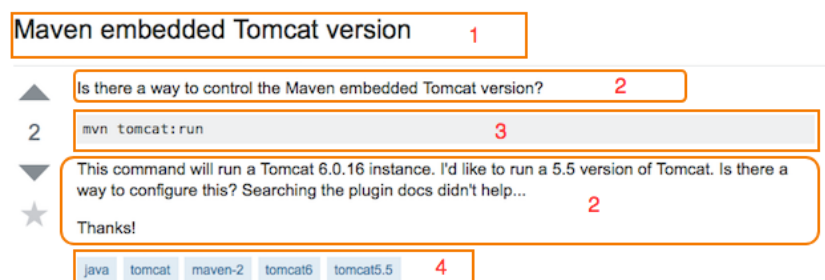 Maven embedded Tomcat version 1
Is there a way to control the Maven embedded Tomcat version? 2
2
mvn tomcat:run 3
This command will run a Tomcat 6.0.16 instance. I'd like to run a 5.5 version of Tomcat. Is there a
way to configure this? Searching the plugin docs didn't help...
2
Thanks!
java tomcat maven-2 tomcat6 tomcat5.5 4